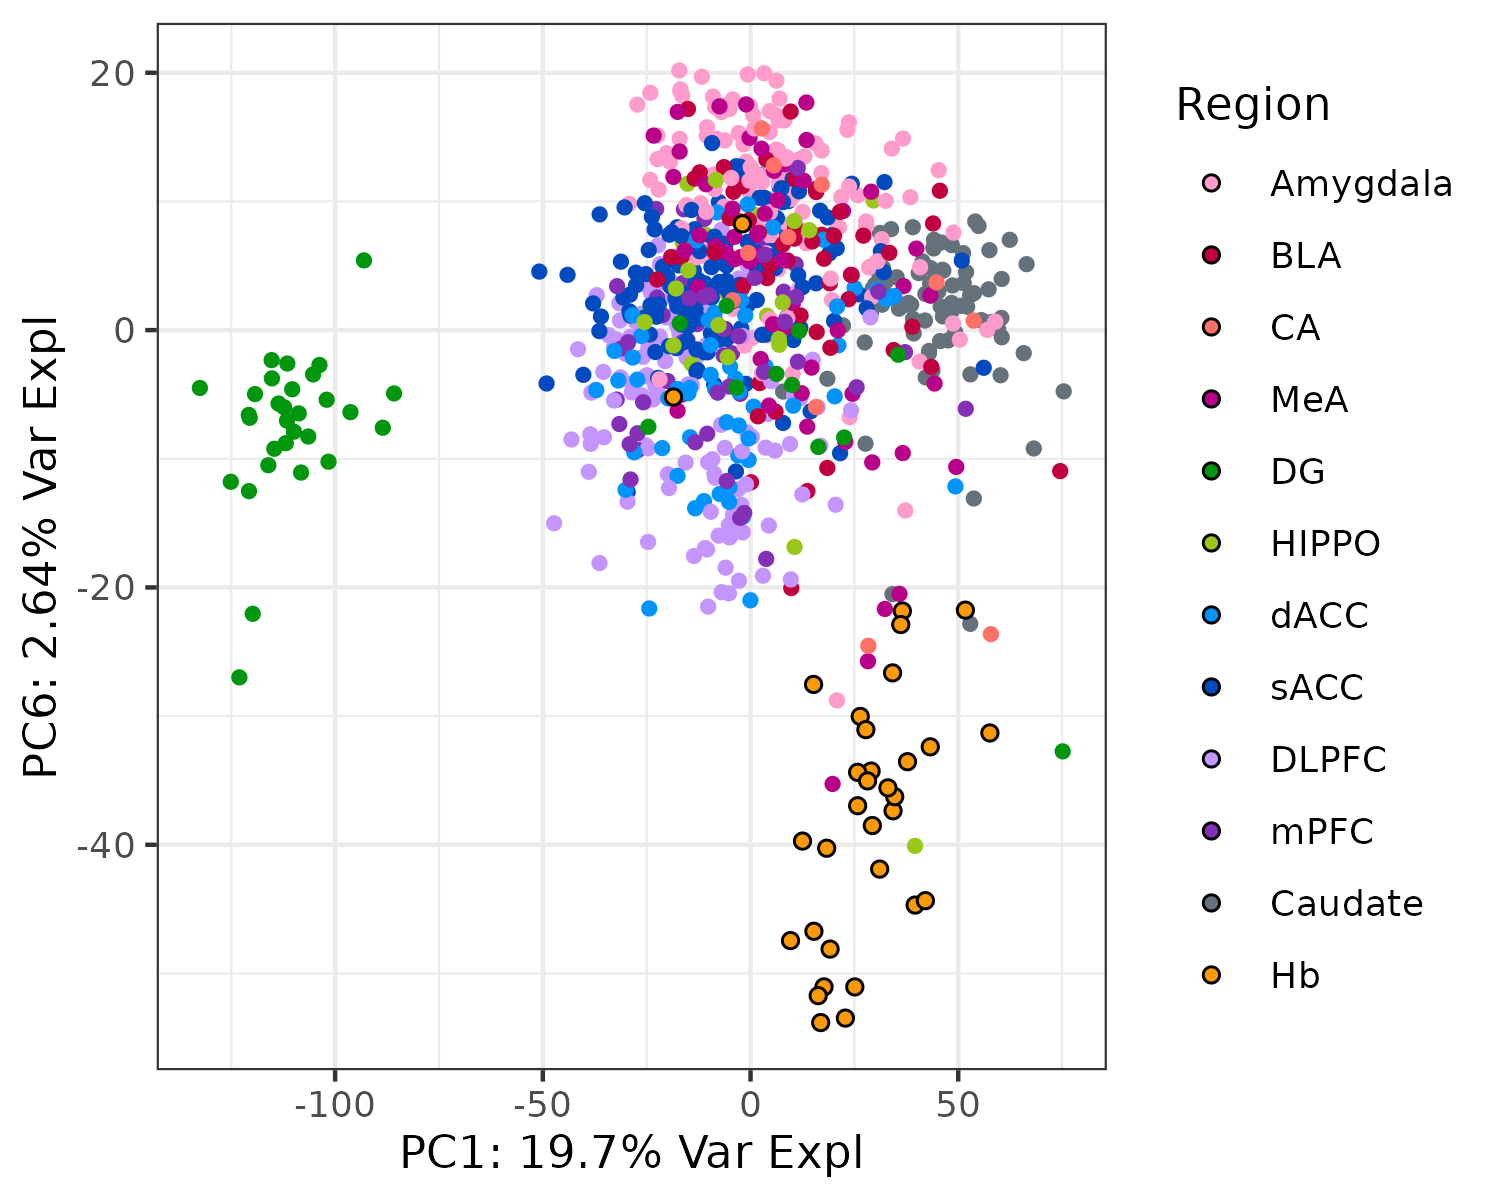 20
0
-20
-40
PC6: 2.64% Var Expl
-100
-50
0
50
PC1: 19.7% Var Expl
Region
Amygdala
BLA
CA
MeA
DG
HIPPO
dACC
sACC
DLPFC
mPFC
Caudate
Hb